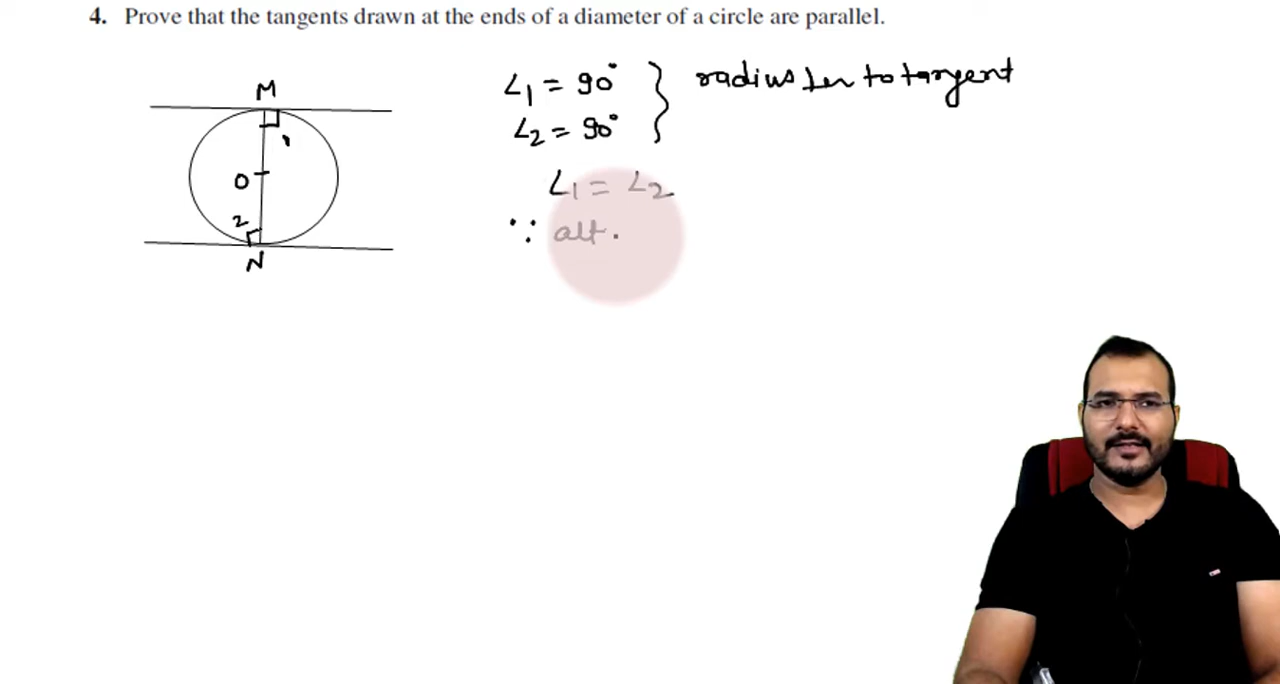 4. Prove that the tangents drawn at the ends of a diameter of a circle are parallel.
M
1
O
2
N
∠1 = 90°
∠2 = 90°
} radius ⊥er to tangent
∠1 = ∠2
∵ alt.